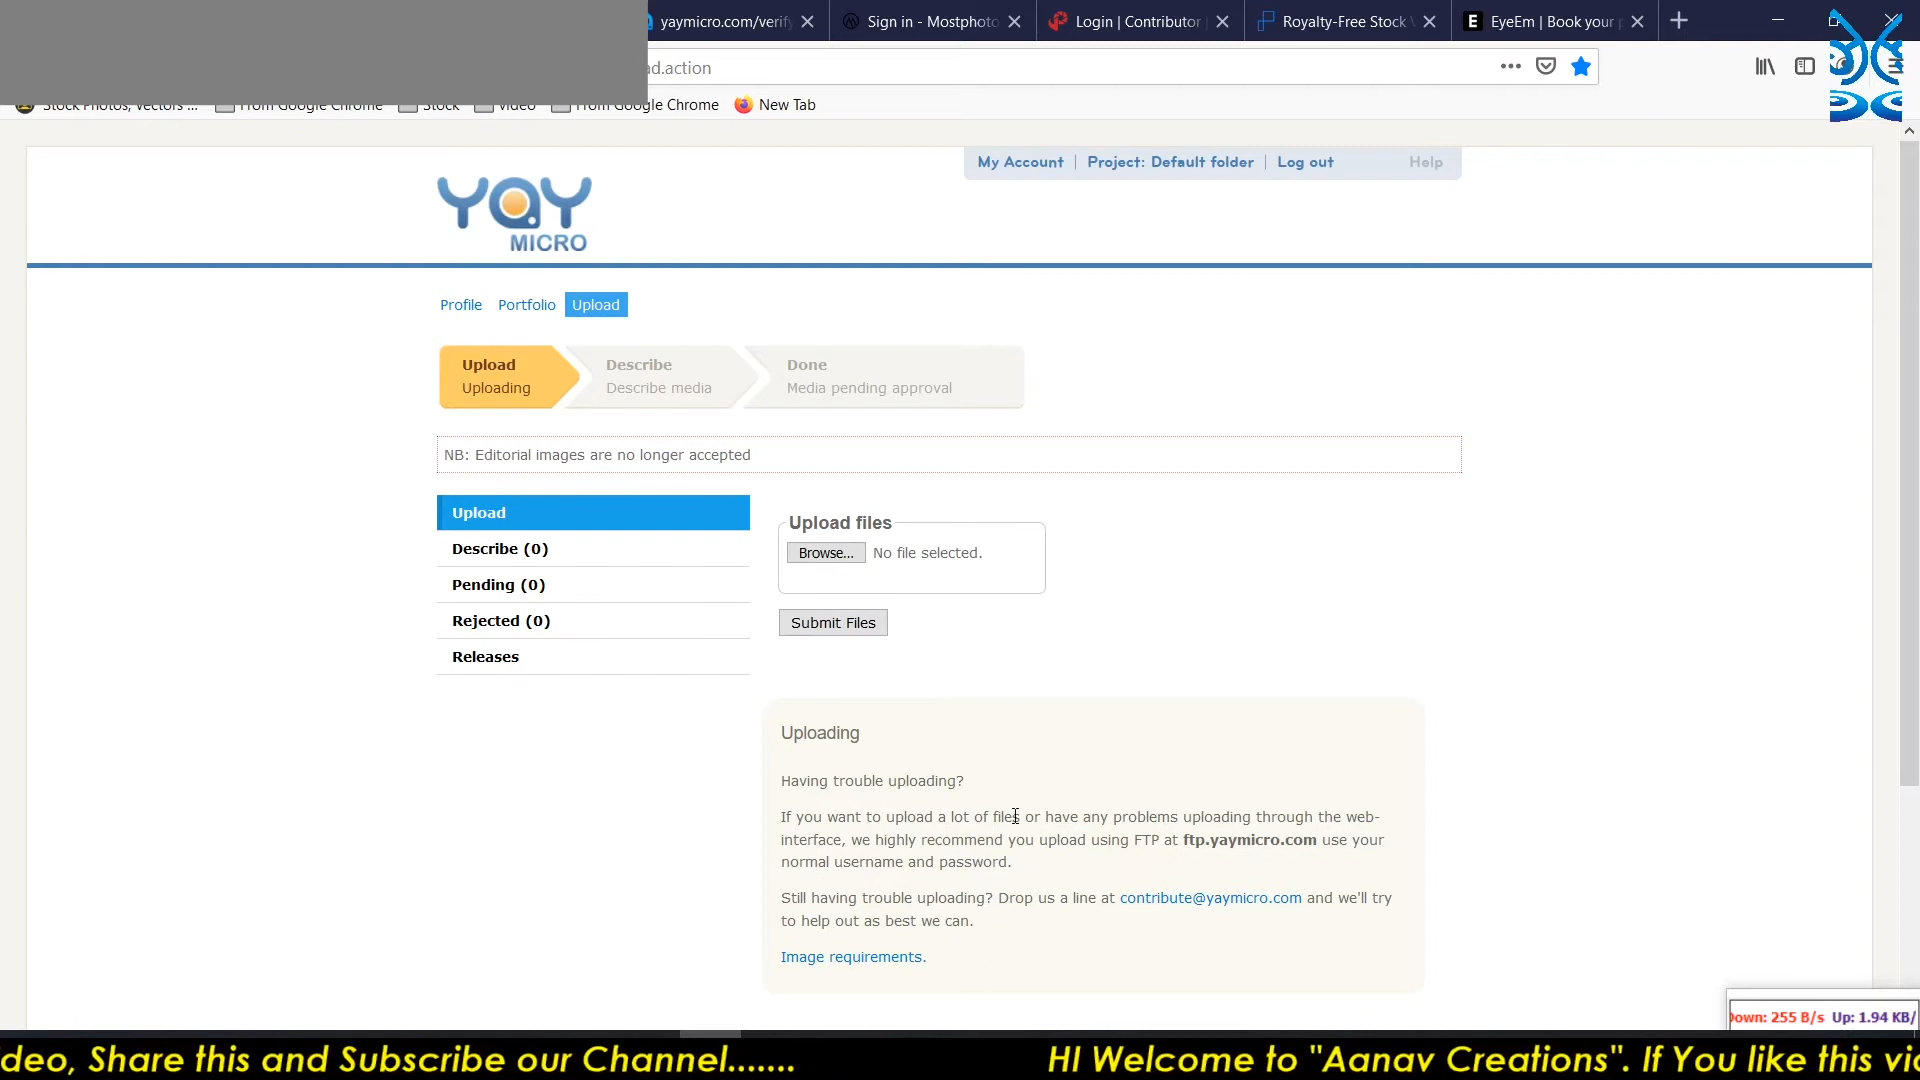 yaymicro.com/verify
Sign in - Mostphoto
Login | Contributor
Royalty-Free Stock
EyeEm | Book your
ad.action
Stock Photos, Vectors ...
From Google Chrome
Stock
video
From Google Chrome
New Tab
My Account | Project: Default folder | Log out
Help
YAY
MICRO
Profile
Portfolio
Upload
Upload
Uploading
Describe
Describe media
Done
Media pending approval
NB: Editorial images are no longer accepted
Upload
Describe (0)
Pending (0)
Rejected (0)
Releases
Upload files
Browse...
No file selected.
Submit Files
Uploading
Having trouble uploading?
If you want to upload a lot of files or have any problems uploading through the web-
interface, we highly recommend you upload using FTP at ftp.yaymicro.com use your
normal username and password.
Still having trouble uploading? Drop us a line at contribute@yaymicro.com and we'll try
to help out as best we can.
Image requirements.
Down: 255 B/s Up: 1.94 KB/
deo, Share this and Subscribe our Channel....... HI Welcome to "Aanav Creations". If You like this vi